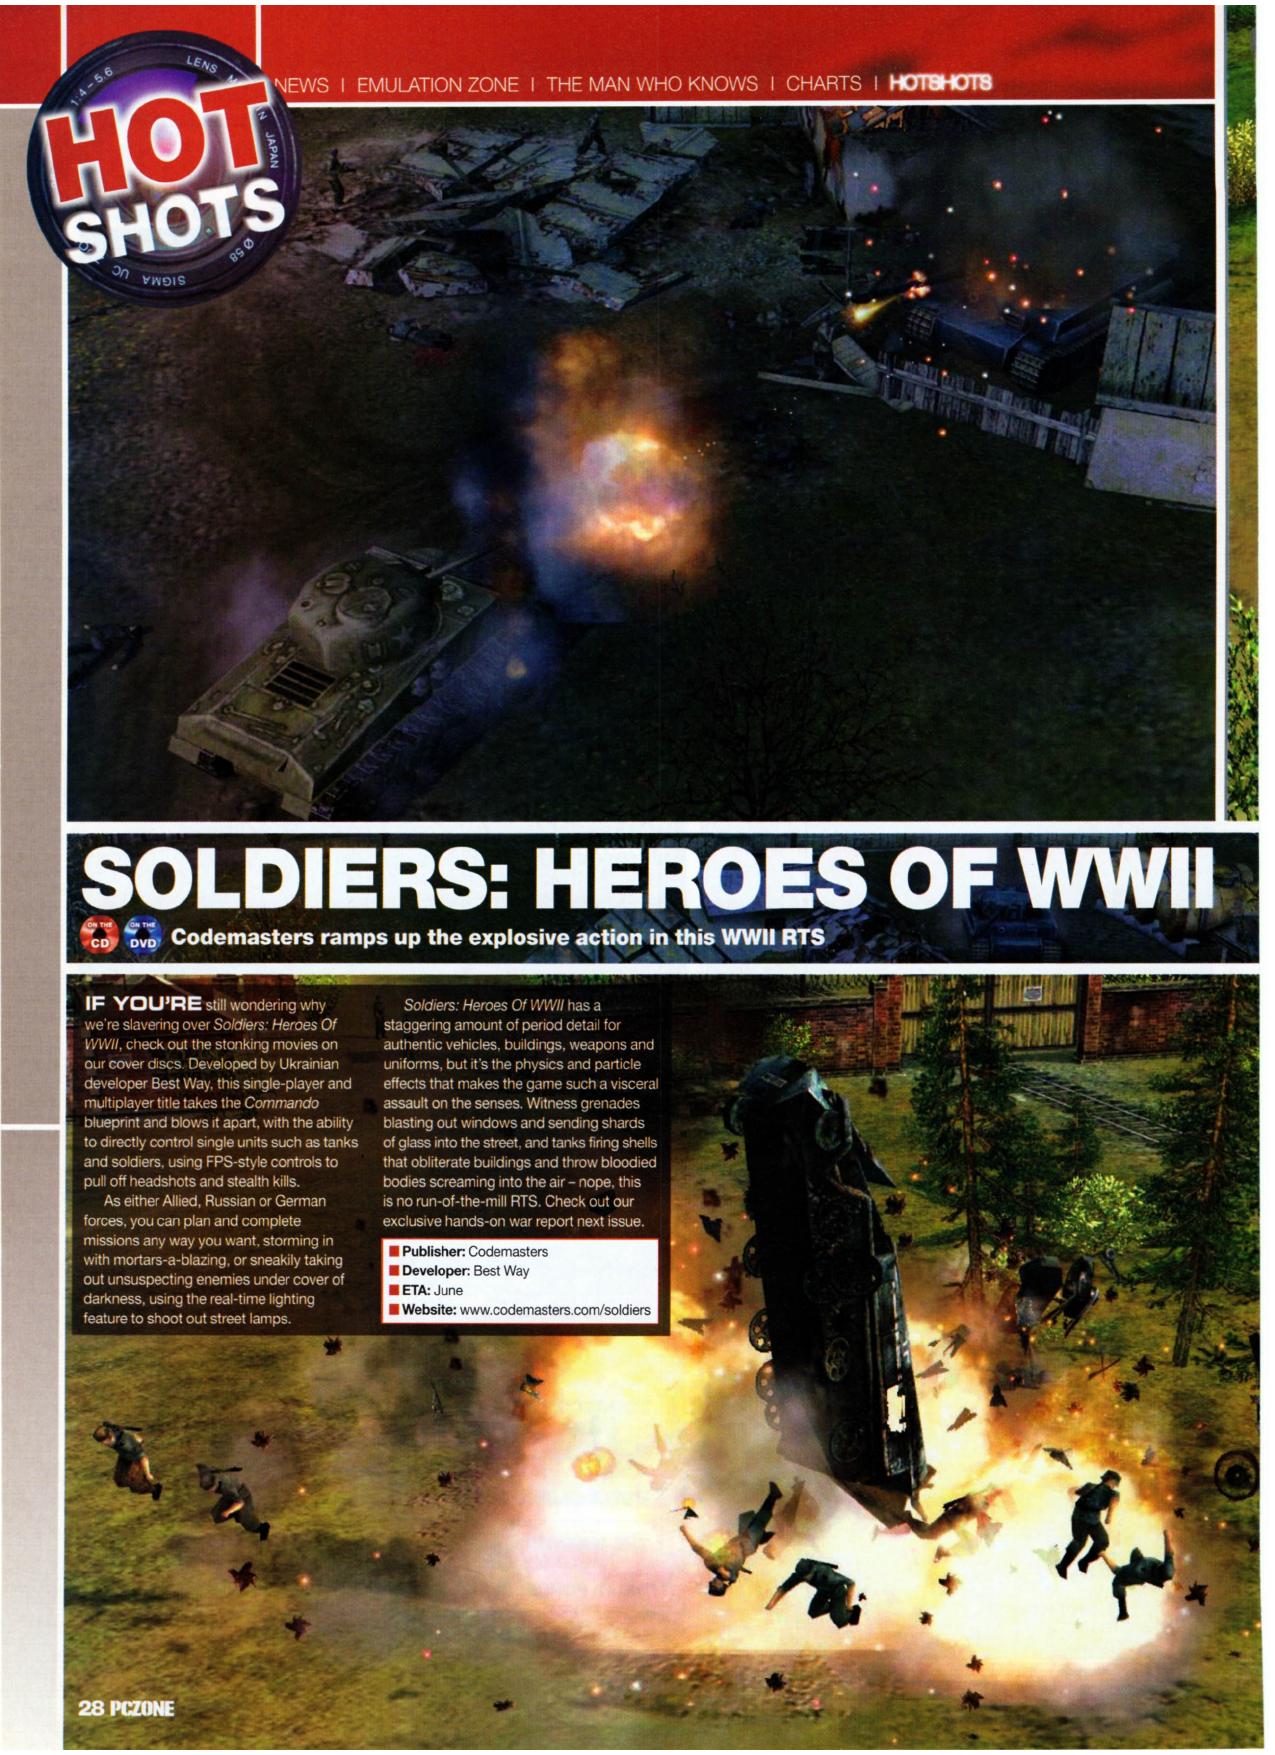 NEWS | EMULATION ZONE | THE MAN WHO KNOWS | CHARTS | HOTSHOTS
1:4-5.6
LENS
JAPAN
Ø58
SIGMA UC
HOT
SHOTS
SOLDIERS: HEROES OF WWII
ON THE CD
ON THE DVD
Codemasters ramps up the explosive action in this WWII RTS
IF YOU'RE still wondering why
we're slavering over Soldiers: Heroes Of
WWII, check out the stonking movies on
our cover discs. Developed by Ukrainian
developer Best Way, this single-player and
multiplayer title takes the Commando
blueprint and blows it apart, with the ability
to directly control single units such as tanks
and soldiers, using FPS-style controls to
pull off headshots and stealth kills.
As either Allied, Russian or German
forces, you can plan and complete
missions any way you want, storming in
with mortars-a-blazing, or sneakily taking
out unsuspecting enemies under cover of
darkness, using the real-time lighting
feature to shoot out street lamps.
Soldiers: Heroes Of WWII has a
staggering amount of period detail for
authentic vehicles, buildings, weapons and
uniforms, but it's the physics and particle
effects that makes the game such a visceral
assault on the senses. Witness grenades
blasting out windows and sending shards
of glass into the street, and tanks firing shells
that obliterate buildings and throw bloodied
bodies screaming into the air – nope, this
is no run-of-the-mill RTS. Check out our
exclusive hands-on war report next issue.
Publisher: Codemasters
Developer: Best Way
ETA: June
Website: www.codemasters.com/soldiers
28 PCZONE